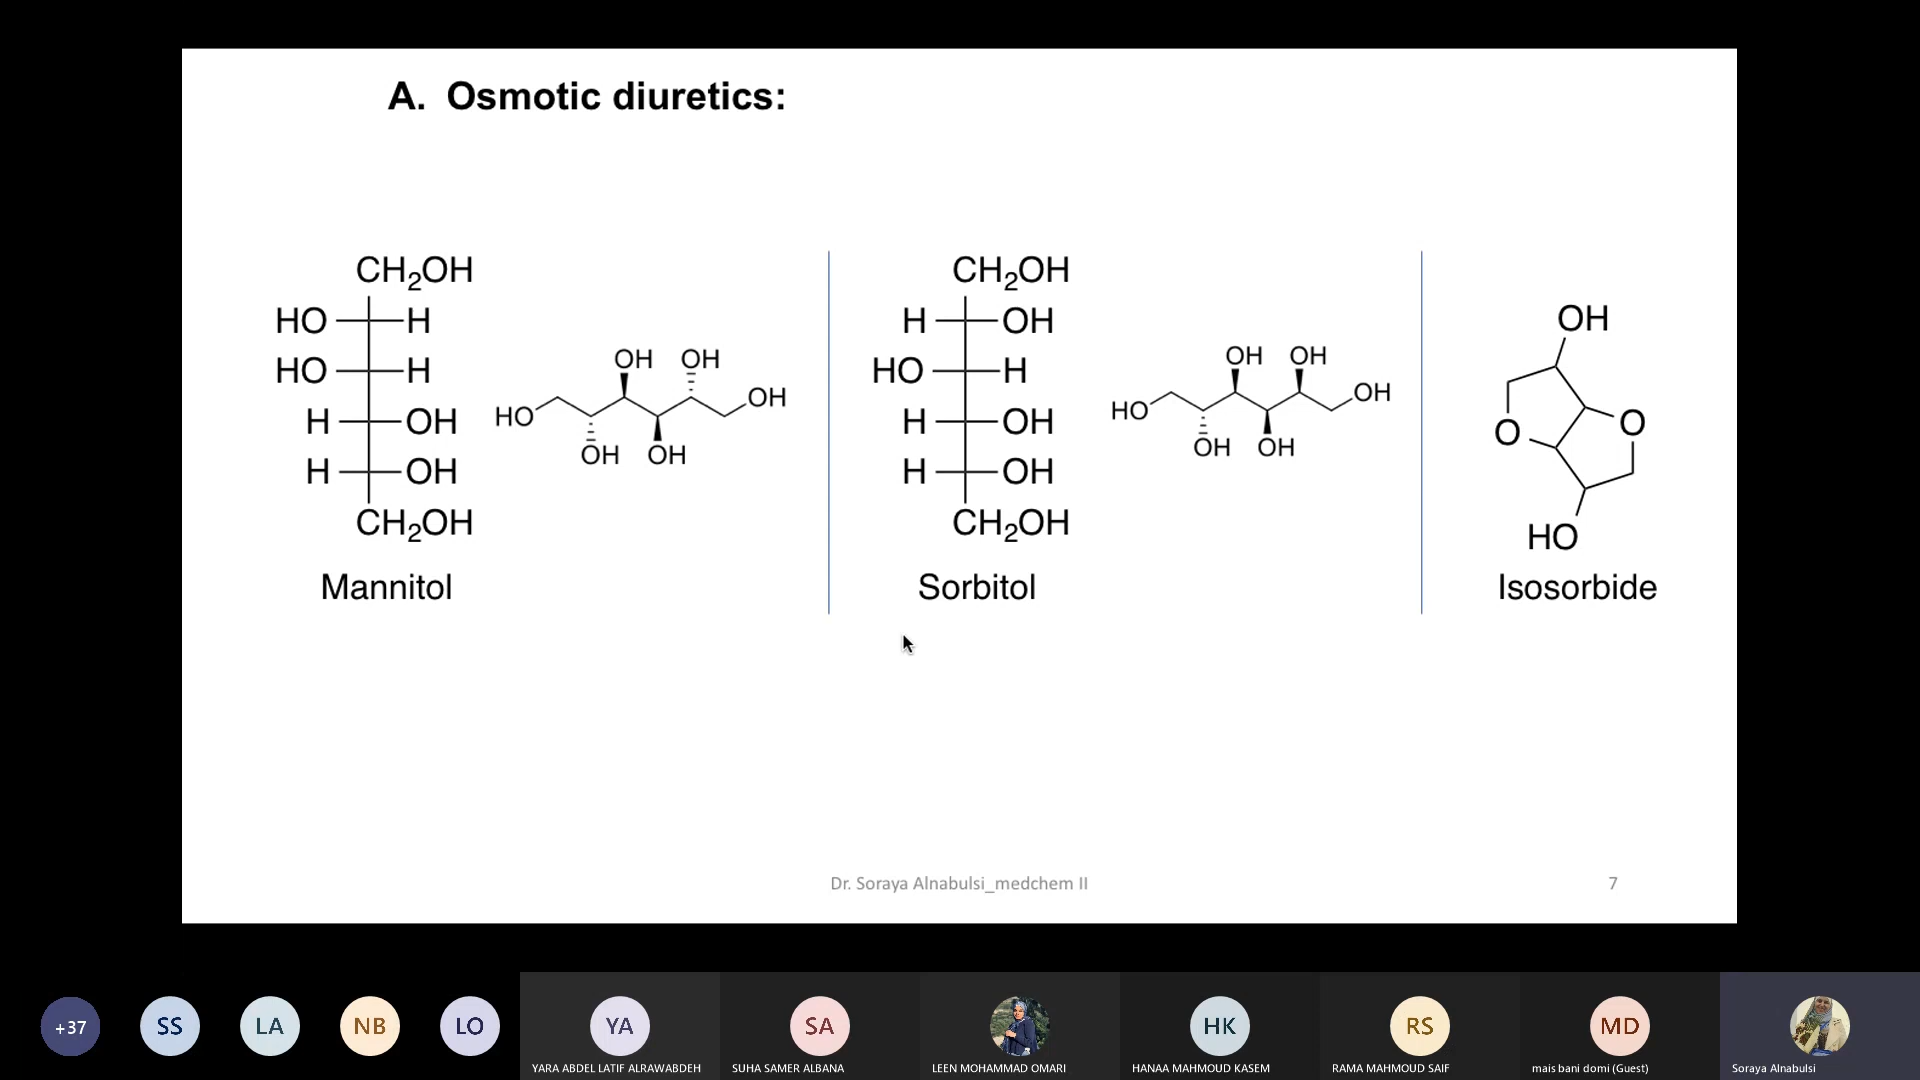 A. Osmotic diuretics:
CH2OH
HO H
HO H
H OH
H OH
CH2OH
Mannitol
OH OH
HO OH
OH OH
CH2OH
H OH
HO H
H OH
H OH
CH2OH
Sorbitol
OH OH
HO OH
OH OH
OH
O O
HO
Isosorbide
Dr. Soraya Alnabulsi_medchem II
7
+37
SS
LA
NB
LO
YA
YARA ABDEL LATIF ALRAWABDEH
SA
SUHA SAMER ALBANA
LEEN MOHAMMAD OMARI
HK
HANAA MAHMOUD KASEM
RS
RAMA MAHMOUD SAIF
MD
mais bani domi (Guest)
Soraya Alnabulsi